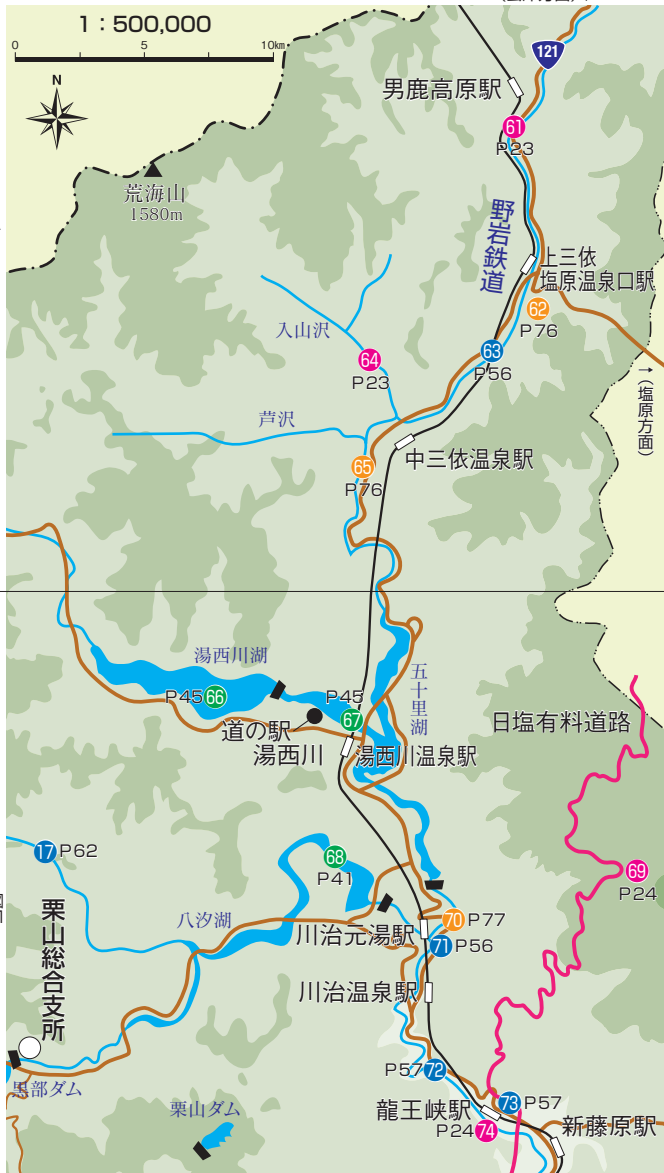 1：500,000
0 5 10km
N
121
男鹿高原駅
61
P23
荒海山
1580m
野岩鉄道
上三依
塩原温泉口駅
62
P76
入山沢
63
P56
64
P23
↑(塩原方面)
芦沢
中三依温泉駅
65
P76
湯西川湖
P45 66
P45
67
五十里湖
道の駅
湯西川
湯西川温泉駅
日塩有料道路
17 P62
68
P41
69
P24
栗山総合支所
八汐湖
70 P77
川治元湯駅
71 P56
川治温泉駅
黒部ダム
P57 72
栗山ダム
73 P57
龍王峡駅
74
P24
新藤原駅